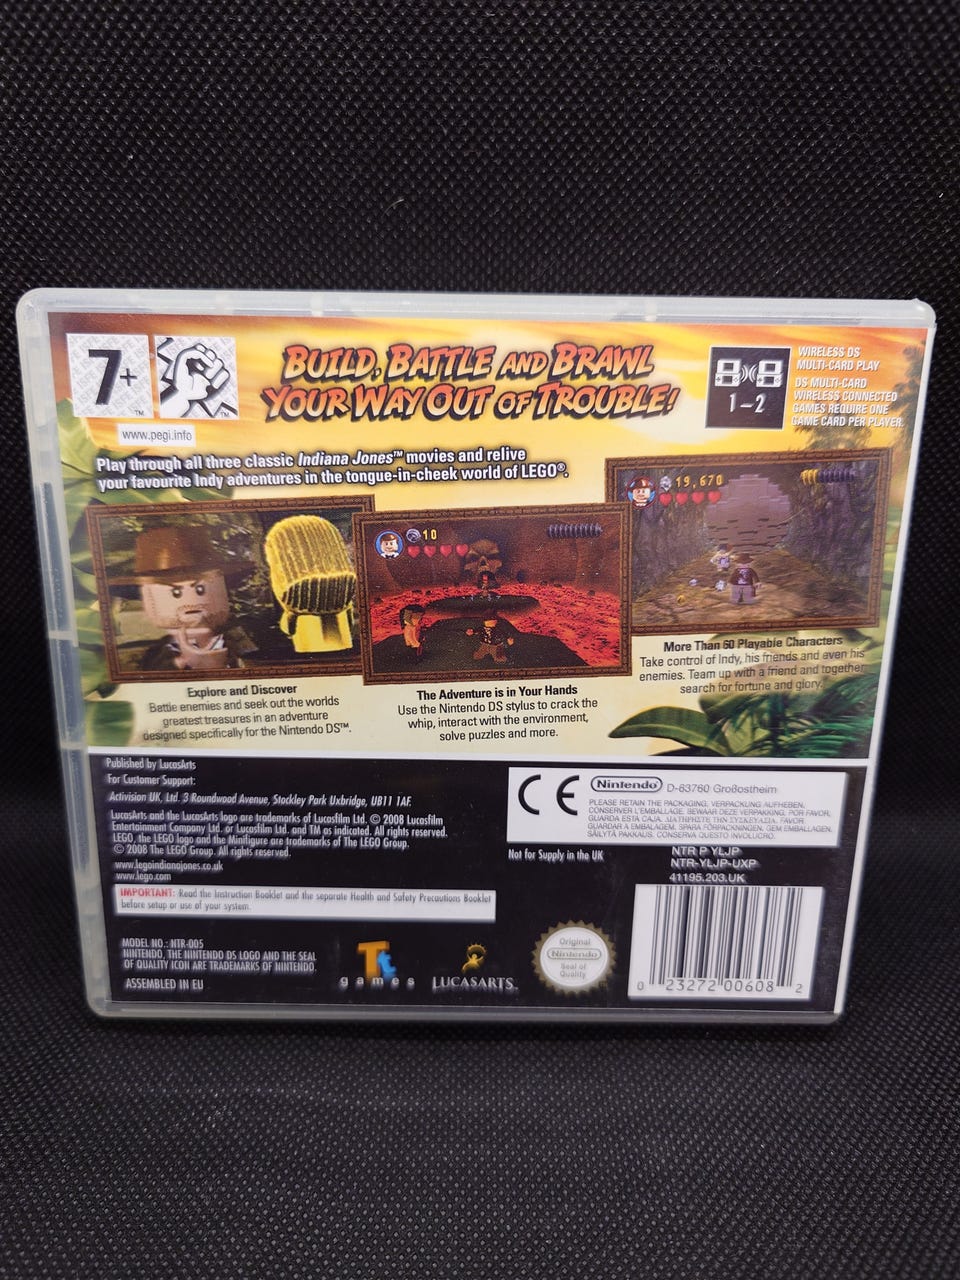 7+
TM
TM
www.pegi.info
BUILD, BATTLE AND BRAWL
YOUR WAY OUT OF TROUBLE!
1-2
WIRELESS DS
MULTI-CARD PLAY
DS MULTI-CARD
WIRELESS CONNECTED
GAMES REQUIRE ONE
GAME CARD PER PLAYER.
Play through all three classic Indiana Jones™ movies and relive
your favourite Indy adventures in the tongue-in-cheek world of LEGO®.
10
19,670
Explore and Discover
Battle enemies and seek out the worlds
greatest treasures in an adventure
designed specifically for the Nintendo DS™.
The Adventure is in Your Hands
Use the Nintendo DS stylus to crack the
whip, interact with the environment,
solve puzzles and more.
More Than 60 Playable Characters
Take control of Indy, his friends and even his
enemies. Team up with a friend and together
search for fortune and glory.
Published by LucasArts
For Customer Support:
Activision UK, Ltd. 3 Roundwood Avenue, Stockley Park Uxbridge, UB11 1AF.
LucasArts and the LucasArts logo are trademarks of Lucasfilm Ltd. © 2008 Lucasfilm
Entertainment Company Ltd. or Lucasfilm Ltd. and TM as indicated. All rights reserved.
LEGO, the LEGO logo and the Minifigure are trademarks of The LEGO Group.
© 2008 The LEGO Group. All rights reserved.
www.legoindianajones.co.uk
www.lego.com
IMPORTANT: Read the Instruction Booklet and the separate Health and Safety Precautions Booklet
before setup or use of your system.
MODEL NO.: NTR-005
NINTENDO, THE NINTENDO DS LOGO AND THE SEAL
OF QUALITY ICON ARE TRADEMARKS OF NINTENDO.
ASSEMBLED IN EU
Tt
games
LUCASARTS
CE
Nintendo D-63760 Großostheim
PLEASE RETAIN THE PACKAGING. VERPACKUNG AUFHEBEN.
CONSERVER L'EMBALLAGE. BEWAAR DEZE VERPAKKING. POR FAVOR,
GUARDA ESTA CAJA. ΔΙΑΤΗΡΗΣΤΕ ΤΗΝ ΣΥΣΚΕΥΑΣΙΑ. FAVOR
GUARDAR A EMBALAGEM. SPARA FÖRPACKNINGEN. GEM EMBALLAGEN.
SÄILYTÄ PAKKAUS. CONSERVA QUESTO INVOLUCRO.
Not for Supply in the UK
NTR P YLJP
NTR-YLJP-UXP
41195.203.UK
Original
Nintendo
Seal of
Quality
0 23272 00608 2